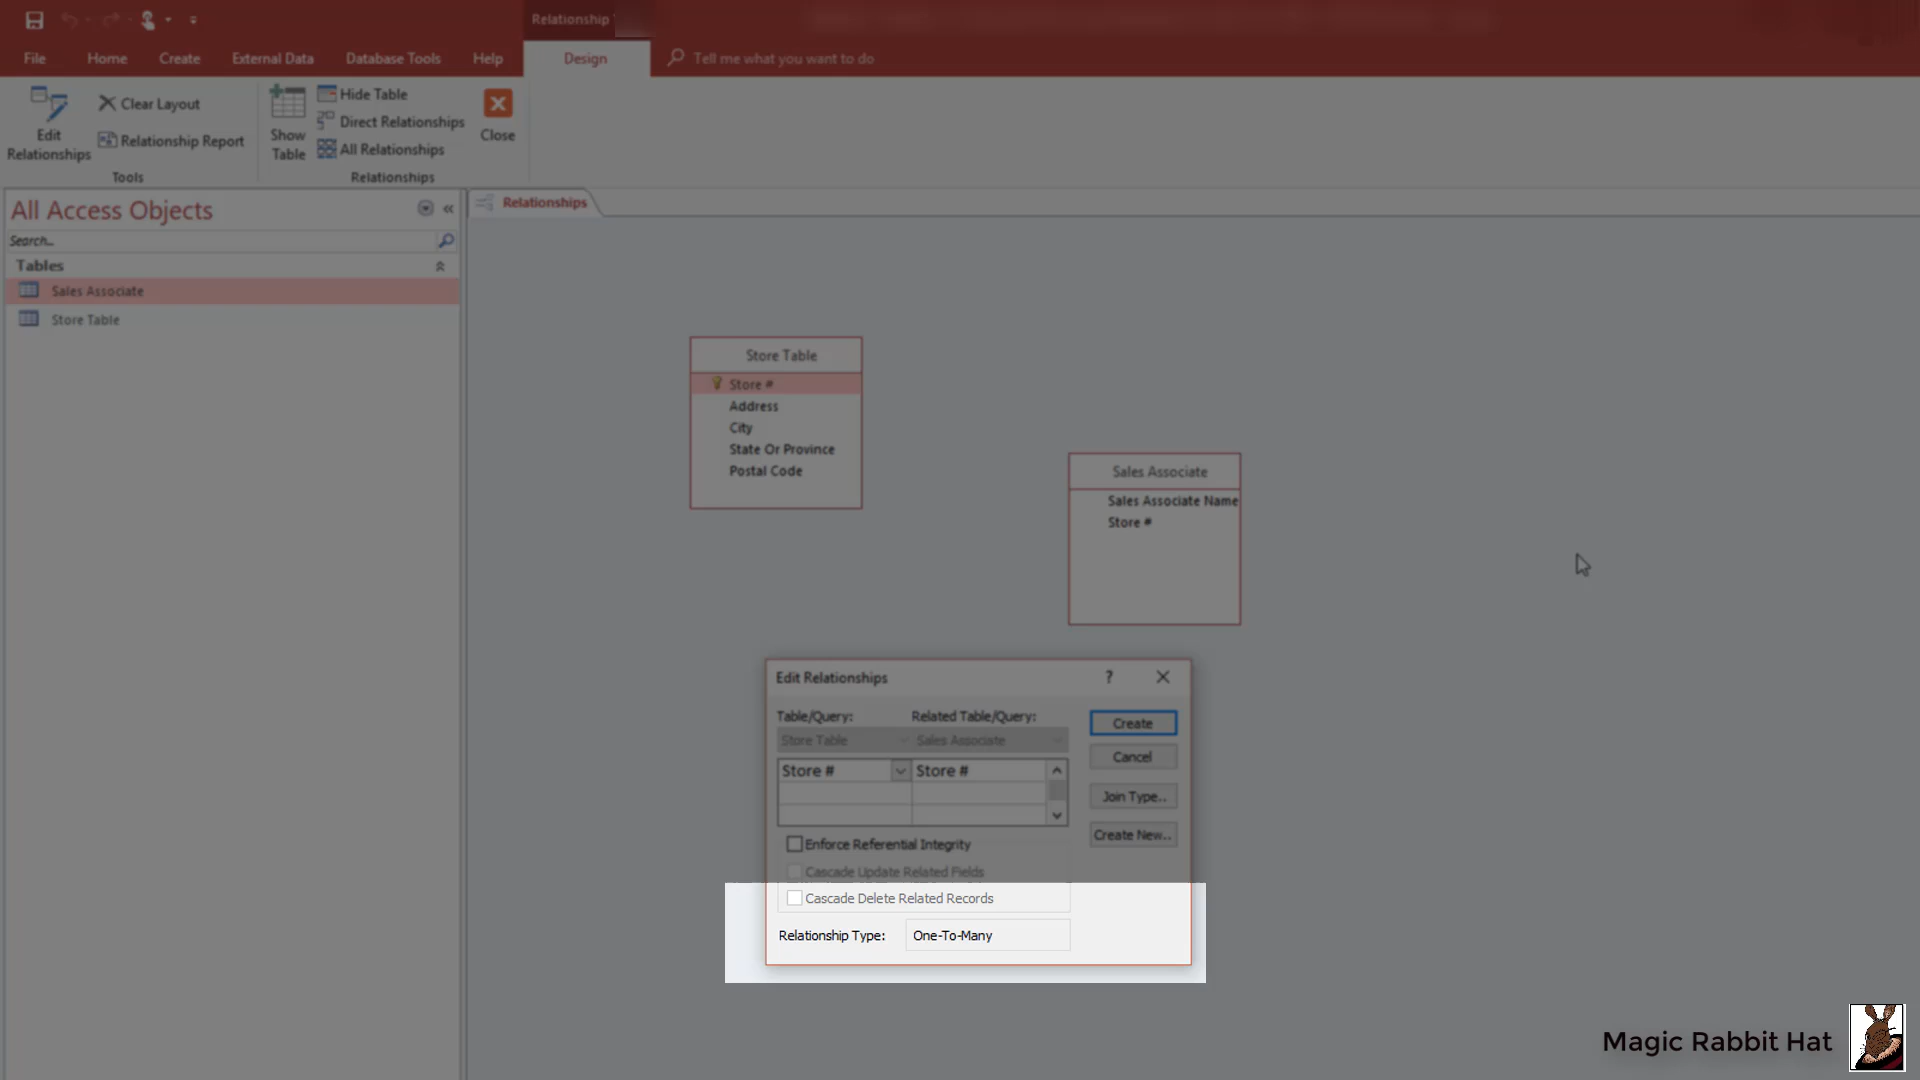 Relationship
File Home Create External Data Database Tools Help Design Tell me what you want to do
Edit Relationships
Clear Layout
Relationship Report
Tools
Show Table
Hide Table
Direct Relationships
All Relationships
Close
Relationships
All Access Objects
Search...
Tables
Sales Associate
Store Table
Relationships
Store Table
Store #
Address
City
State Or Province
Postal Code
Sales Associate
Sales Associate Name
Store #
Edit Relationships ?
Table/Query: Related Table/Query:
Store Table Sales Associate
Store # Store #
Enforce Referential Integrity
Cascade Update Related Fields
Cascade Delete Related Records
Relationship Type: One-To-Many
Create
Cancel
Join Type..
Create New..
Magic Rabbit Hat